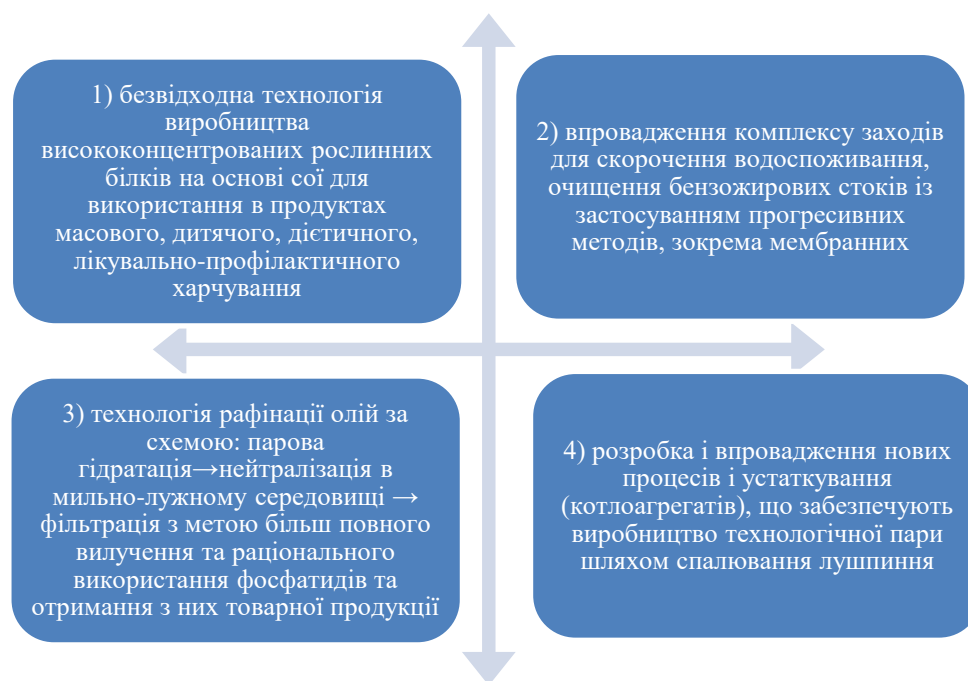 1) безвідходна технологія
виробництва
висококонцентрованих рослинних
білків на основі сої для
використання в продуктах
масового, дитячого, дієтичного,
лікувально-профілактичного
харчування
2) впровадження комплексу заходів
для скорочення водоспоживання,
очищення бензожирових стоків із
застосуванням прогресивних
методів, зокрема мембранних
3) технологія рафінації олій за
схемою: парова
гідратація→нейтралізація в
мильно-лужному середовищі →
фільтрація з метою більш повного
вилучення та раціонального
використання фосфатидів та
отримання з них товарної продукції
4) розробка і впровадження нових
процесів і устаткування
(котлоагрегатів), що забезпечують
виробництво технологічної пари
шляхом спалювання лушпиння